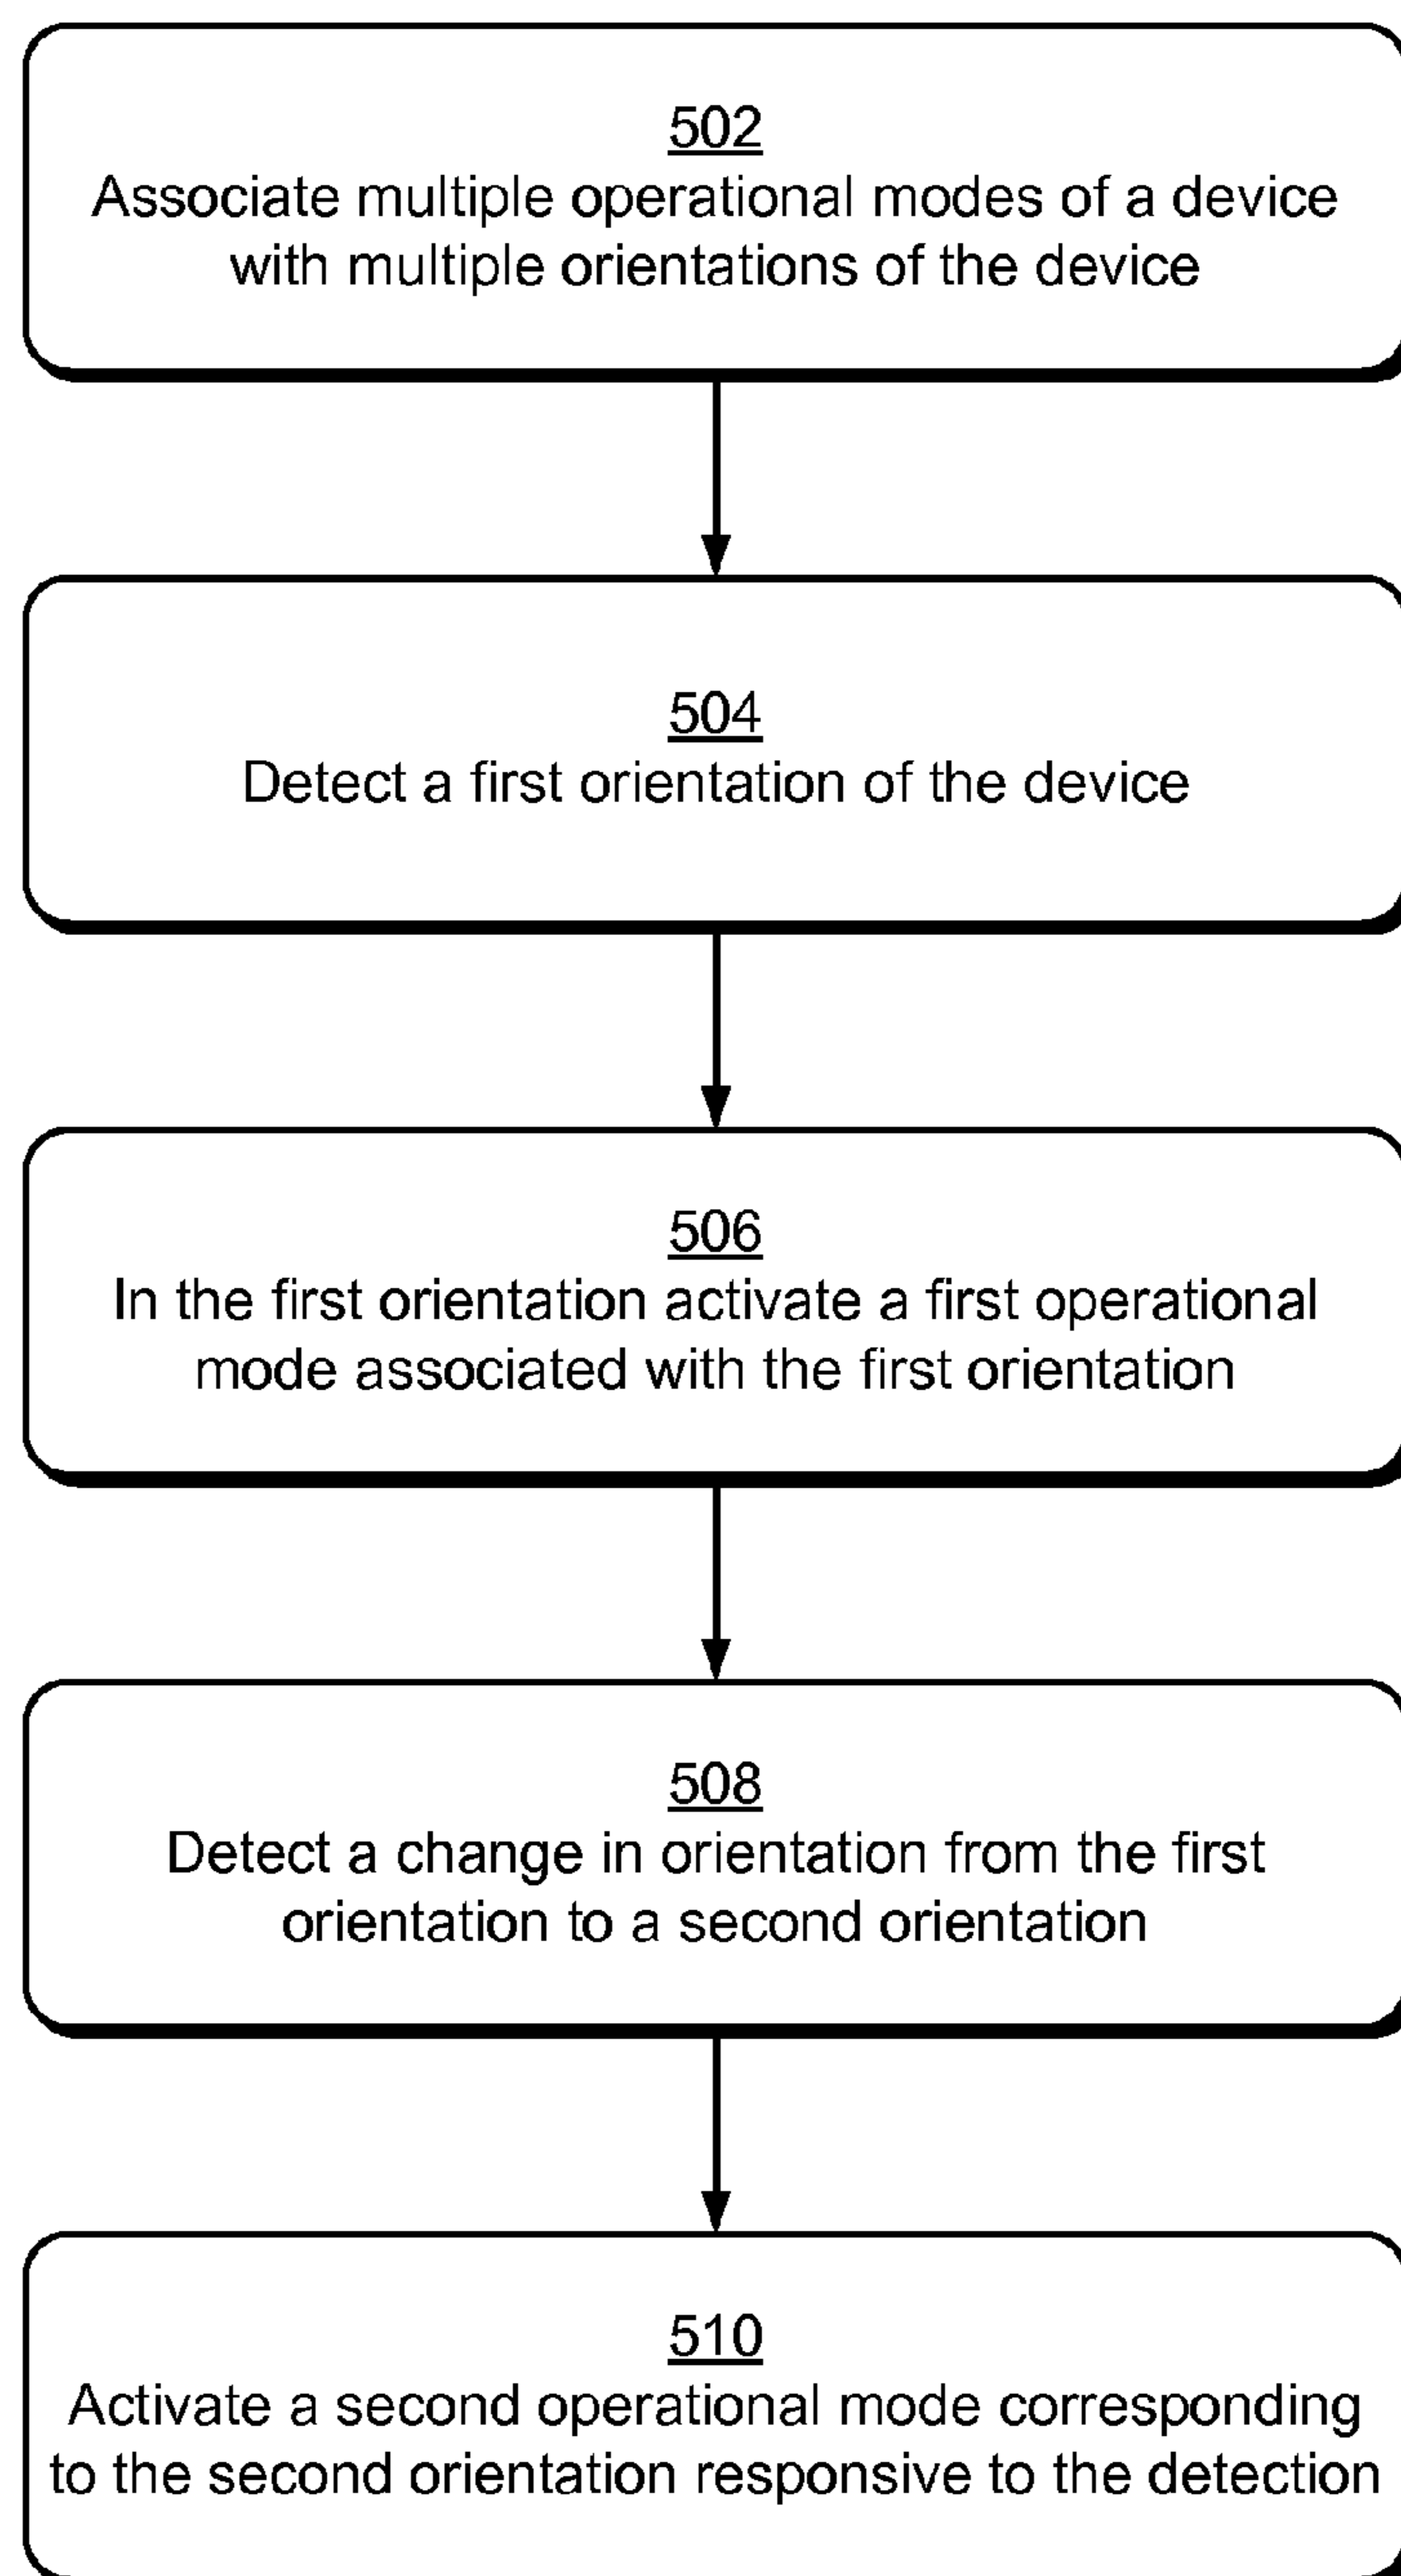 502
Associate multiple operational modes of a device
with multiple orientations of the device
504
Detect a first orientation of the device
506
In the first orientation activate a first operational
mode associated with the first orientation
508
Detect a change in orientation from the first
orientation to a second orientation
510
Activate a second operational mode corresponding
to the second orientation responsive to the detection